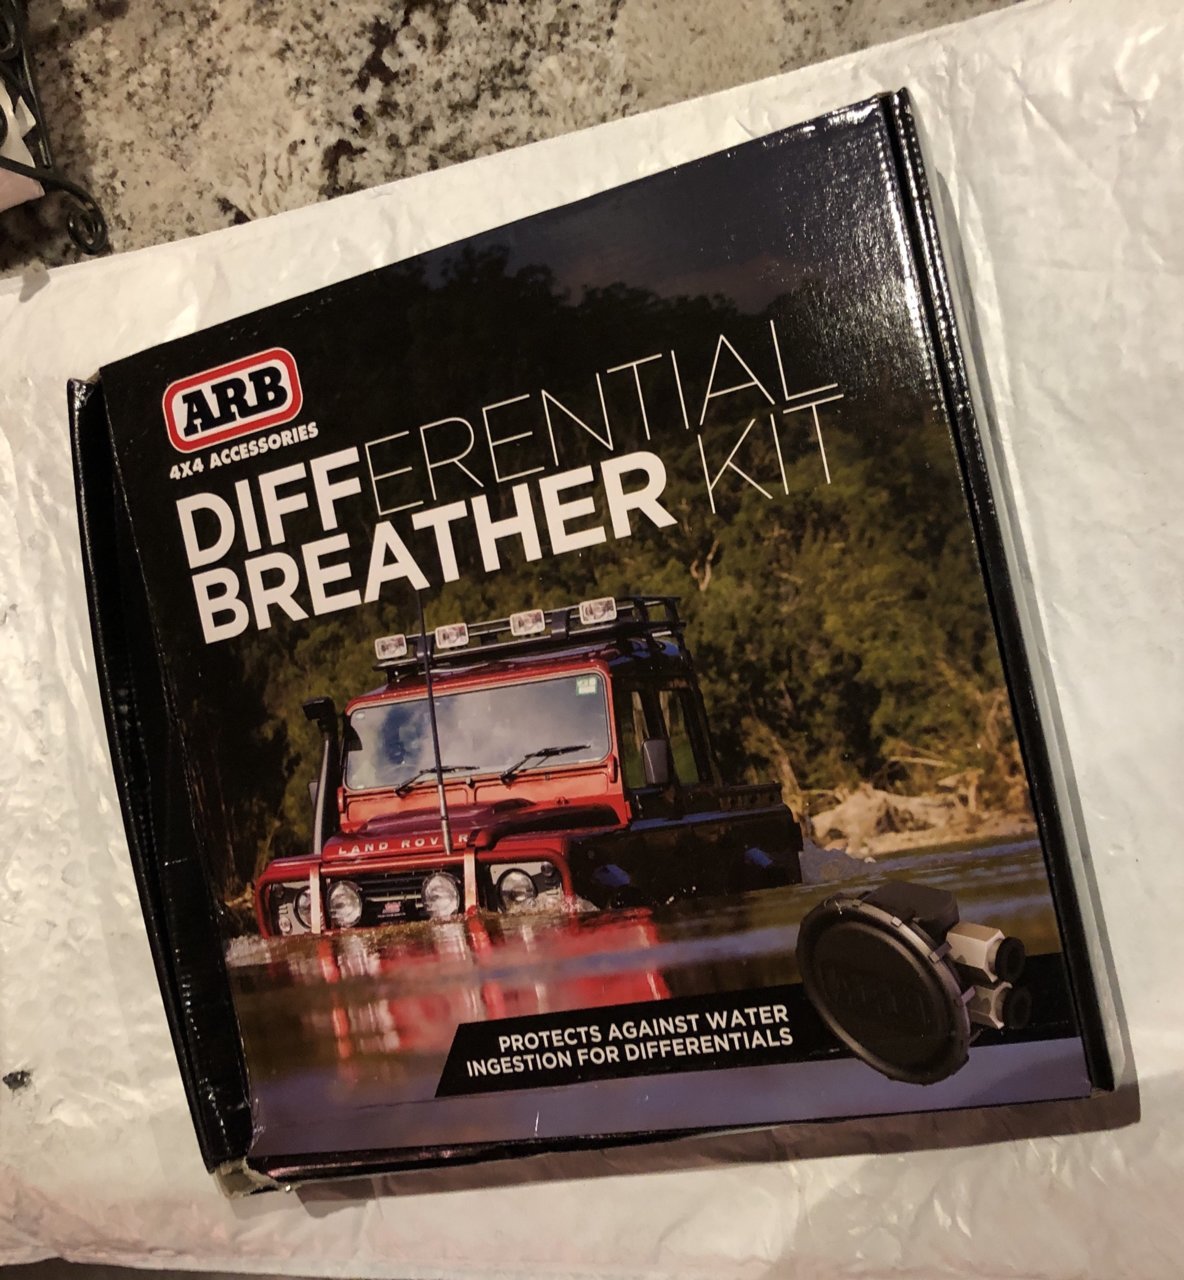 ARB
4X4 ACCESSORIES
DIFFERENTIAL
BREATHER KIT
LAND ROVER
PROTECTS AGAINST WATER
INGESTION FOR DIFFERENTIALS